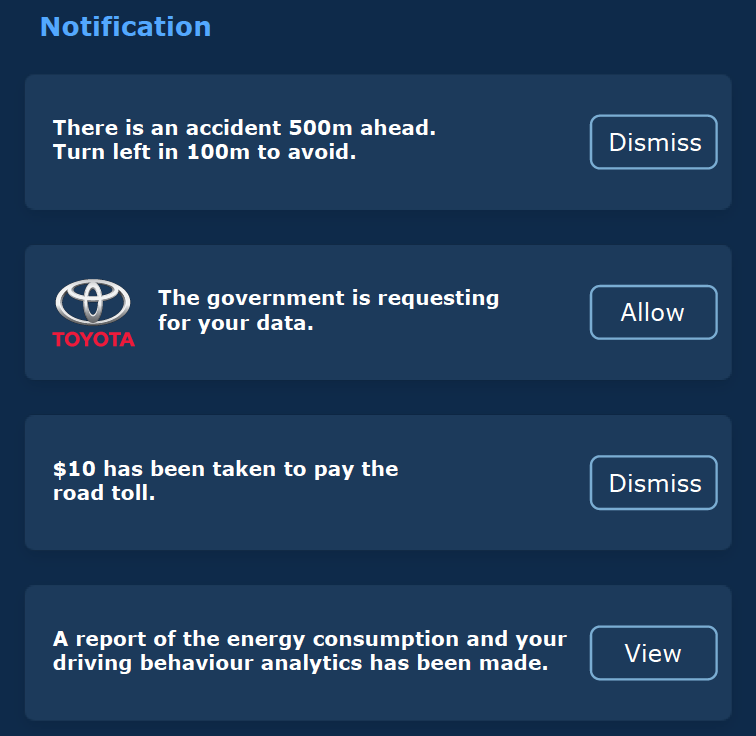 Notification
There is an accident 500m ahead.
Turn left in 100m to avoid.
Dismiss
TOYOTA
The government is requesting
for your data.
Allow
$10 has been taken to pay the
road toll.
Dismiss
A report of the energy consumption and your
driving behaviour analytics has been made.
View